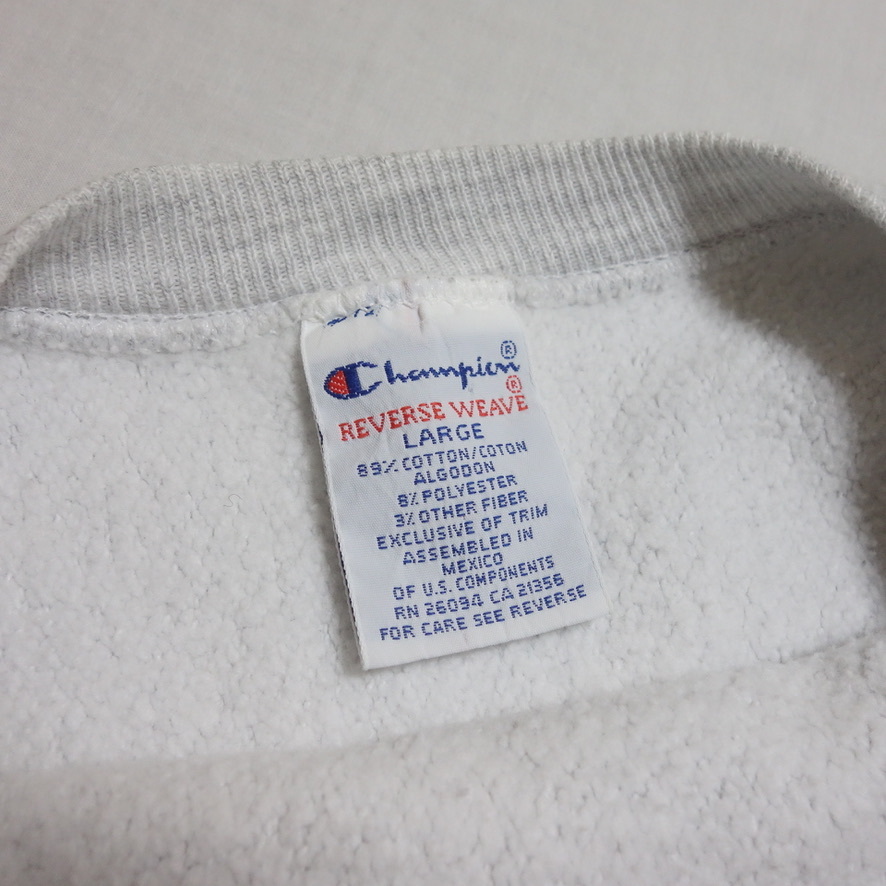 Champion®
REVERSE WEAVE®
LARGE
89% COTTON/COTON
ALGODON
8% POLYESTER
3% OTHER FIBER
EXCLUSIVE OF TRIM
ASSEMBLED IN
MEXICO
OF U.S. COMPONENTS
RN 26094 CA 21356
FOR CARE SEE REVERSE